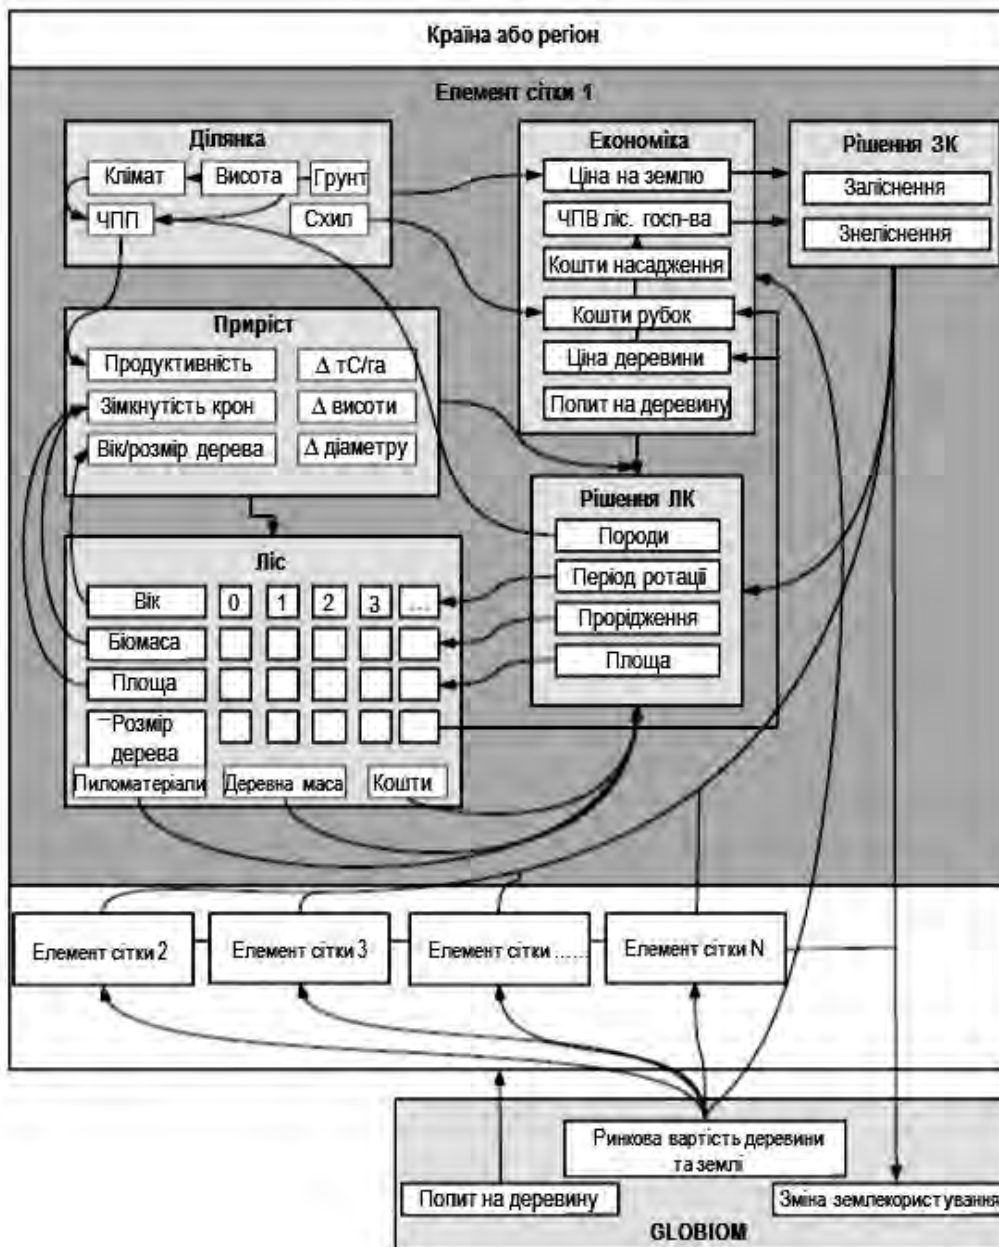 Країна або регіон
Елемент сітки 1
Ділянка
Клімат
Висота
Грунт
ЧПП
Схил
Економіка
Ціна на землю
ЧПВ ліс. госп-ва
Кошти насадження
Кошти рубок
Ціна деревини
Попит на деревину
Рішення ЗК
Заліснення
Знеліснення
Приріст
Продуктивність
Δ тС/га
Зімкнутість крон
Δ висоти
Вік/розмір дерева
Δ діаметру
Рішення ЛК
Породи
Період ротації
Прорідження
Площа
Ліс
Вік
0
1
2
3
...
Біомаса
Площа
Розмір
дерева
Пиломатеріали
Деревна маса
Кошти
Елемент сітки 2
Елемент сітки 3
Елемент сітки ......
Елемент сітки N
Ринкова вартість деревини
та землі
Попит на деревину
Зміна землекористування
GLOBIOM